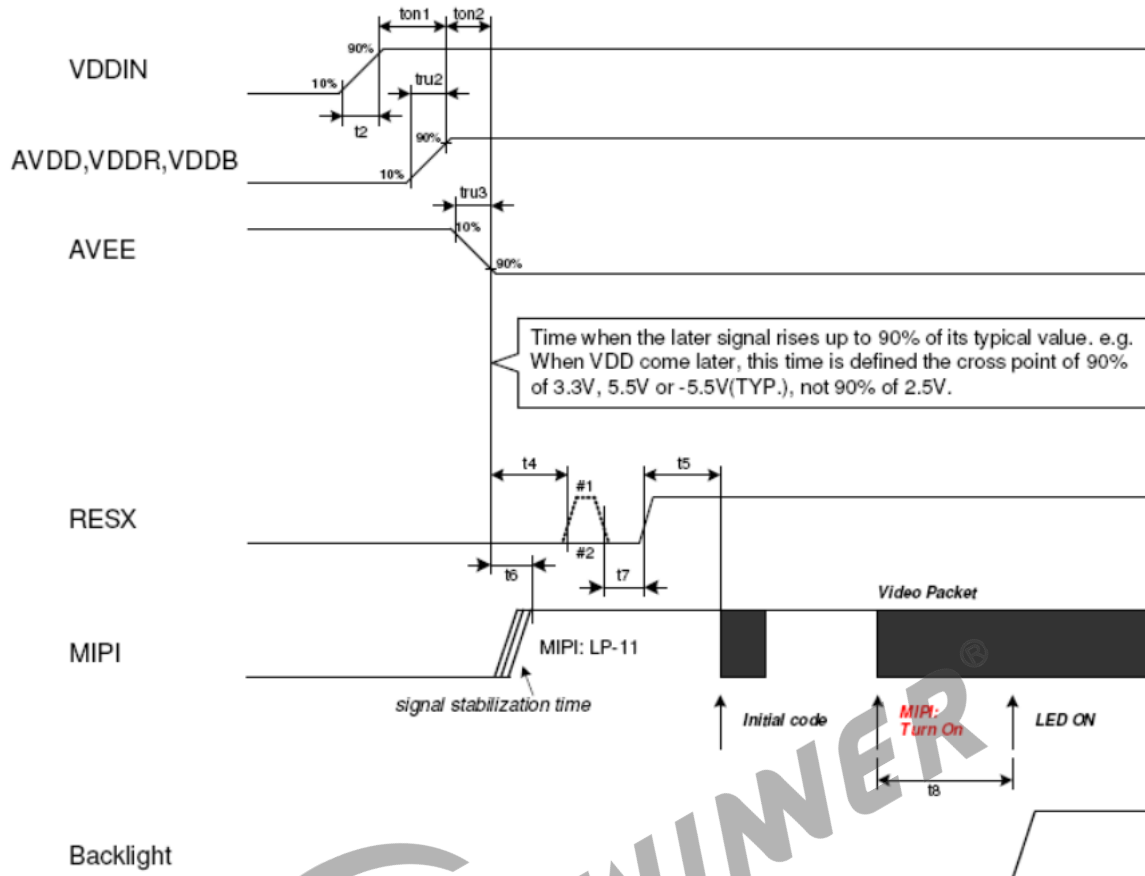 ton1 ton2
VDDIN
90%
10%
tru2
t2
AVDD,VDDR,VDDB
90%
10%
tru3
AVEE
10%
90%
Time when the later signal rises up to 90% of its typical value. e.g.
When VDD come later, this time is defined the cross point of 90%
of 3.3V, 5.5V or -5.5V(TYP.), not 90% of 2.5V.
t4
t5
#1
RESX
#2
t6
t7
Video Packet
MIPI
MIPI: LP-11
signal stabilization time
Initial code
MIPI:
Turn On
LED ON
t8
Backlight
®